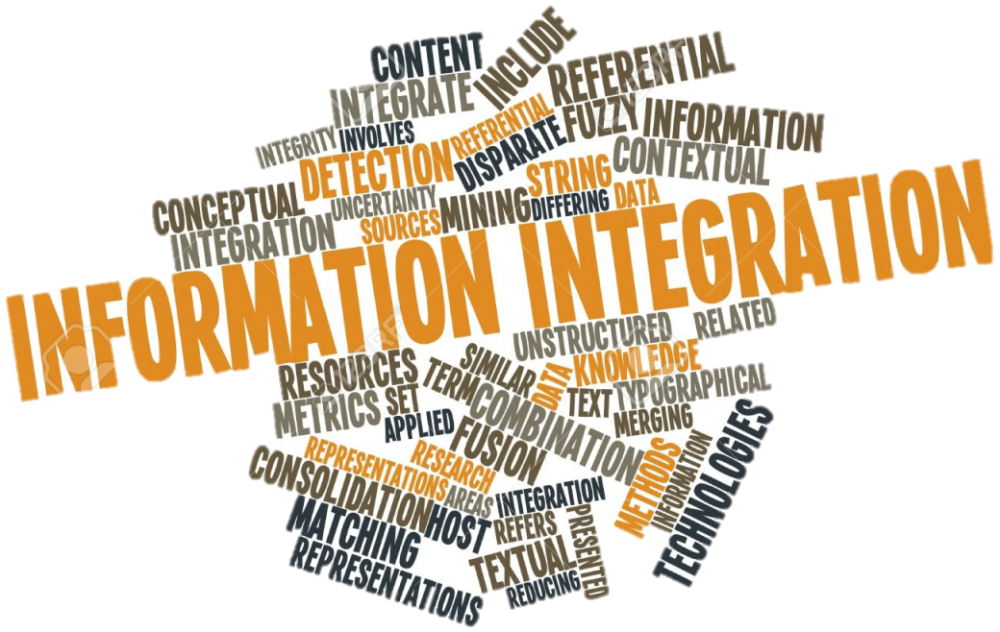 CONTENT
INCLUDE
INTEGRATE
REFERENTIAL
INTEGRITY
INVOLVES
REFERENTIAL
FUZZY
INFORMATION
DETECTION
DISPARATE
CONTEXTUAL
CONCEPTUAL
UNCERTAINTY
STRING
INTEGRATION
SOURCES
MINING
DIFFERING
DATA
INFORMATION INTEGRATION
UNSTRUCTURED
RELATED
RESOURCES
SIMILAR
DATA
KNOWLEDGE
METRICS
SET
TERM
TEXT
TYPOGRAPHICAL
APPLIED
COMBINATION
MERGING
FUSION
TECHNOLOGIES
REPRESENTATIONS
RESEARCH
METHODS
INFORMATION
CONSOLIDATION
AREAS
INTEGRATION
MATCHING
HOST
REFERS
PRESENTED
REPRESENTATIONS
TEXTUAL
REDUCING